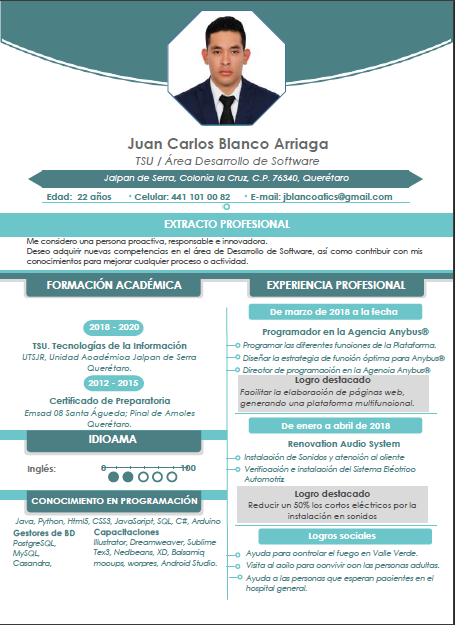 Juan Carlos Blanco Arriaga
TSU / Área Desarrollo de Software
Jalpan de Serra, Colonia la Cruz, C.P. 76340, Querétaro
Edad: 22 años * Celular: 441 101 00 82 * E-mail: jblancoatics@gmail.com
EXTRACTO PROFESIONAL
Me considero una persona proactiva, responsable e innovadora.
Deseo adquirir nuevas competencias en el área de Desarrollo de Software, así como contribuir con mis
conocimientos para mejorar cualquier proceso o actividad.
FORMACIÓN ACADÉMICA
2018 - 2020
TSU. Tecnologías de la Información
UTSJR, Unidad Académica Jalpan de Serra
Querétaro.
2012 - 2015
Certificado de Preparatoria
Emsad 08 Santa Águeda; Pinal de Amoles
Querétaro.
IDIOAMA
Inglés:
0 100
CONOCIMIENTO EN PROGRAMACIÓN
Java, Python, Html5, CSS3, JavaScript, SQL, C#, Arduino
Gestores de BD
PostgreSQL,
MySQL,
Casandra,
Capacitaciones
Illustrator, Dreamweaver, Sublime
Tex3, Nedbeans, XD, Balsamiq
mooups, worpres, Android Studio.
EXPERIENCIA PROFESIONAL
De marzo de 2018 a la fecha
Programador en la Agencia Anybus®
Programar las diferentes funciones de la Plataforma.
Diseñar la estrategia de función óptima para Anybus®
Director de programación en la Agencia Anybus®
Logro destacado
Facilitar la elaboración de páginas web,
generando una plataforma multifuncional.
De enero a abril de 2018
Renovation Audio System
Instalación de Sonidos y atención al cliente
Verificación e instalación del Sistema Eléctrico
Automotriz
Logro destacado
Reducir un 50% los cortos eléctricos por la
instalación en sonidos
Logros sociales
Ayuda para controlar el fuego en Valle Verde.
Visita al asilo para convivir con las personas adultas.
Ayuda a las personas que esperan pacientes en el
hospital general.